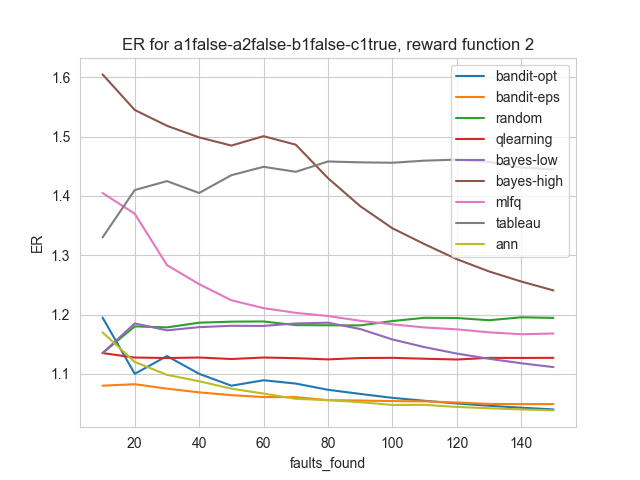 ER for a1false-a2false-b1false-c1true, reward function 2
1.6
1.5
1.4
1.3
1.2
1.1
ER
bandit-opt
bandit-eps
random
qlearning
bayes-low
bayes-high
mlfq
tableau
ann
20 40 60 80 100 120 140
faults_found